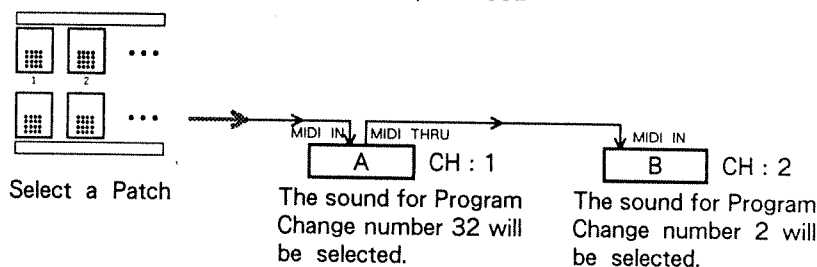 1 2
MIDI IN MIDI THRU
MIDI IN
A CH : 1
B CH : 2
Select a Patch
The sound for Program
Change number 32 will
be selected.
The sound for Program
Change number 2 will
be selected.